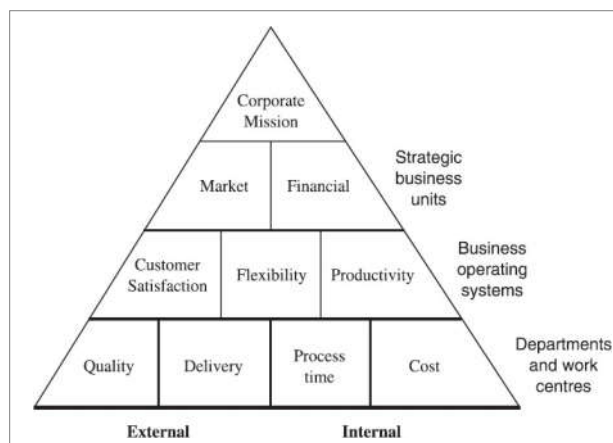 Corporate
Mission
Market
Financial
Strategic
business
units
Customer
Satisfaction
Flexibility
Productivity
Business
operating
systems
Quality
Delivery
Process
time
Cost
Departments
and work
centres
External
Internal